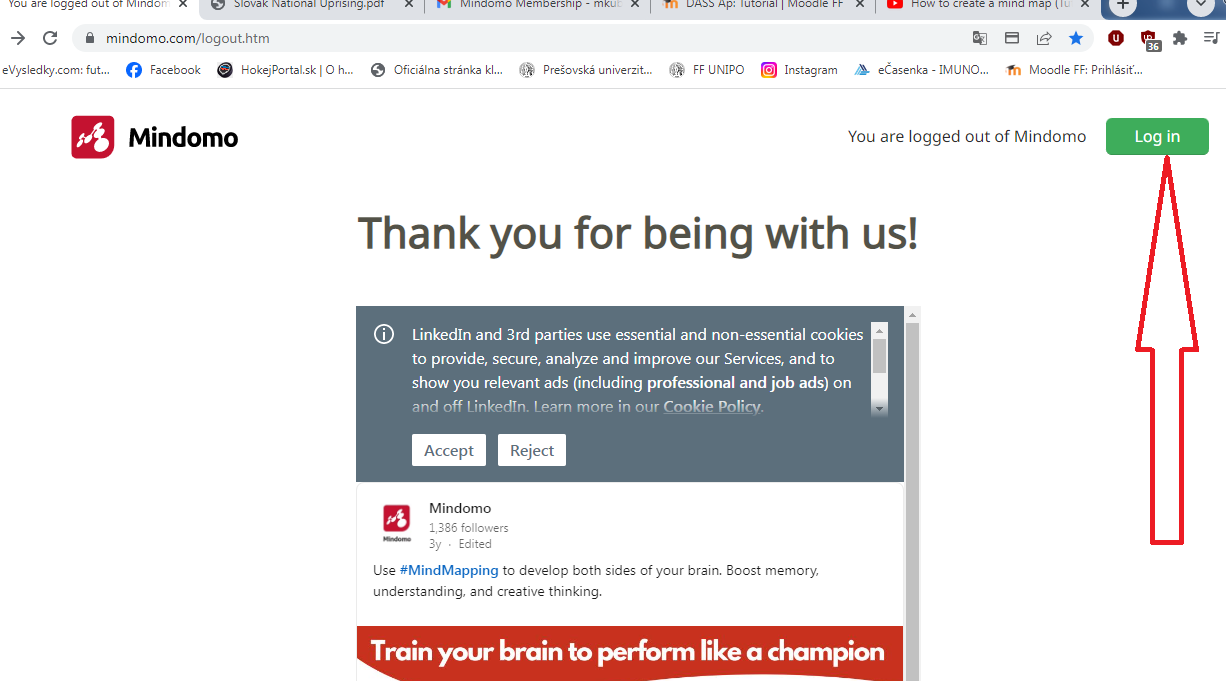 You are logged out of Mindom
Slovak National Uprising.pdf
Mindomo Membership - mkub
DASS Ap: Tutorial | Moodle FF
How to create a mind map (Tu
mindomo.com/logout.htm
36
eVysledky.com: fut...
Facebook
HokejPortal.sk | O h...
Oficiálna stránka kl...
Prešovská univerzit...
FF UNIPO
Instagram
eČasenka - IMUNO...
Moodle FF: Prihlásiť...
Mindomo
You are logged out of Mindomo
Log in
Thank you for being with us!
LinkedIn and 3rd parties use essential and non-essential cookies
to provide, secure, analyze and improve our Services, and to
show you relevant ads (including professional and job ads) on
and off LinkedIn. Learn more in our Cookie Policy.
Accept
Reject
Mindomo
Mindomo
1,386 followers
3y · Edited
Use #MindMapping to develop both sides of your brain. Boost memory,
understanding, and creative thinking.
Train your brain to perform like a champion